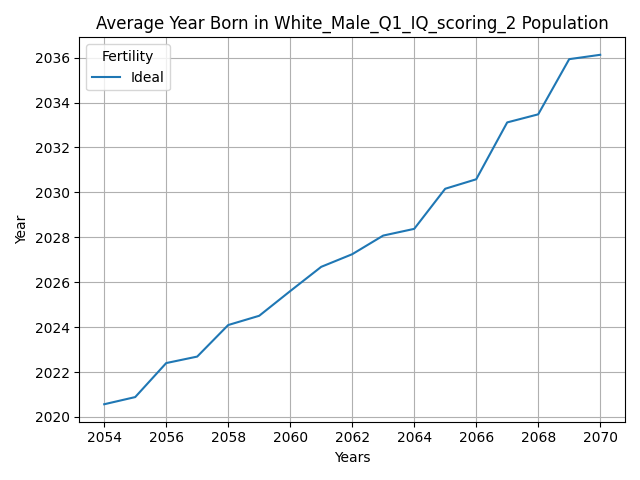 Average Year Born in White_Male_Q1_IQ_scoring_2 Population
Fertility
Ideal
2036
2034
2032
2030
2028
2026
2024
2022
2020
Year
2054 2056 2058 2060 2062 2064 2066 2068 2070
Years